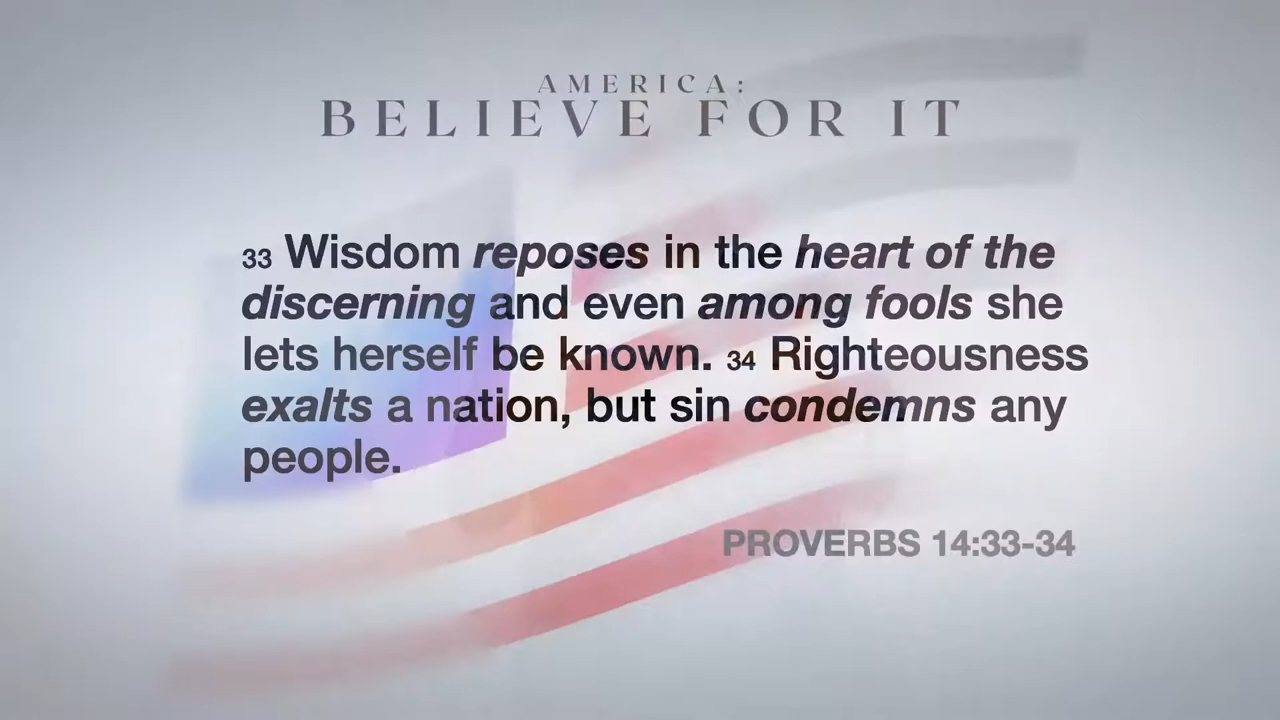 AMERICA:
BELIEVE FOR IT
33 Wisdom reposes in the heart of the
discerning and even among fools she
lets herself be known. 34 Righteousness
exalts a nation, but sin condemns any
people.
PROVERBS 14:33-34